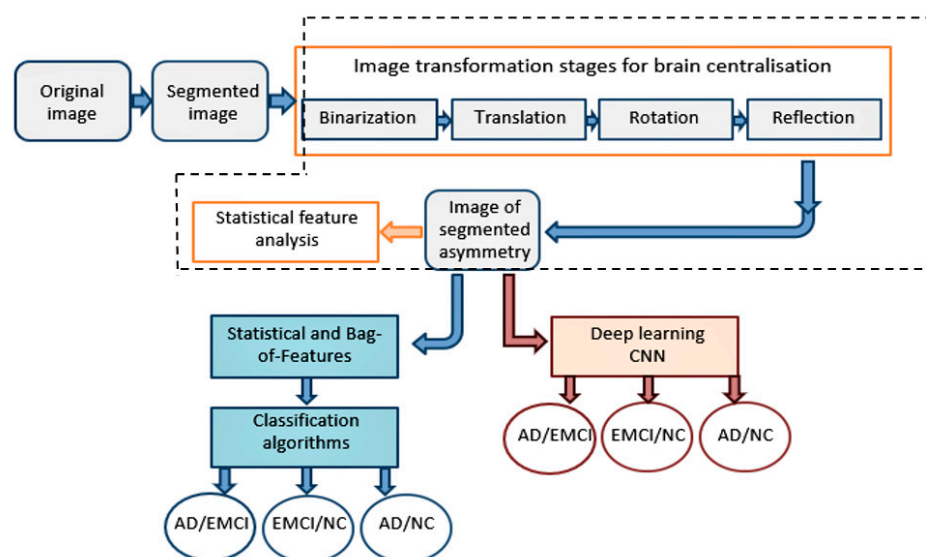 Image transformation stages for brain centralisation
Original
image
Segmented
image
Binarization
Translation
Rotation
Reflection
Statistical feature
analysis
Image of
segmented
asymmetry
Statistical and Bag-
of-Features
Deep learning
CNN
Classification
algorithms
AD/EMCI
EMCI/NC
AD/NC
AD/EMCI
EMCI/NC
AD/NC